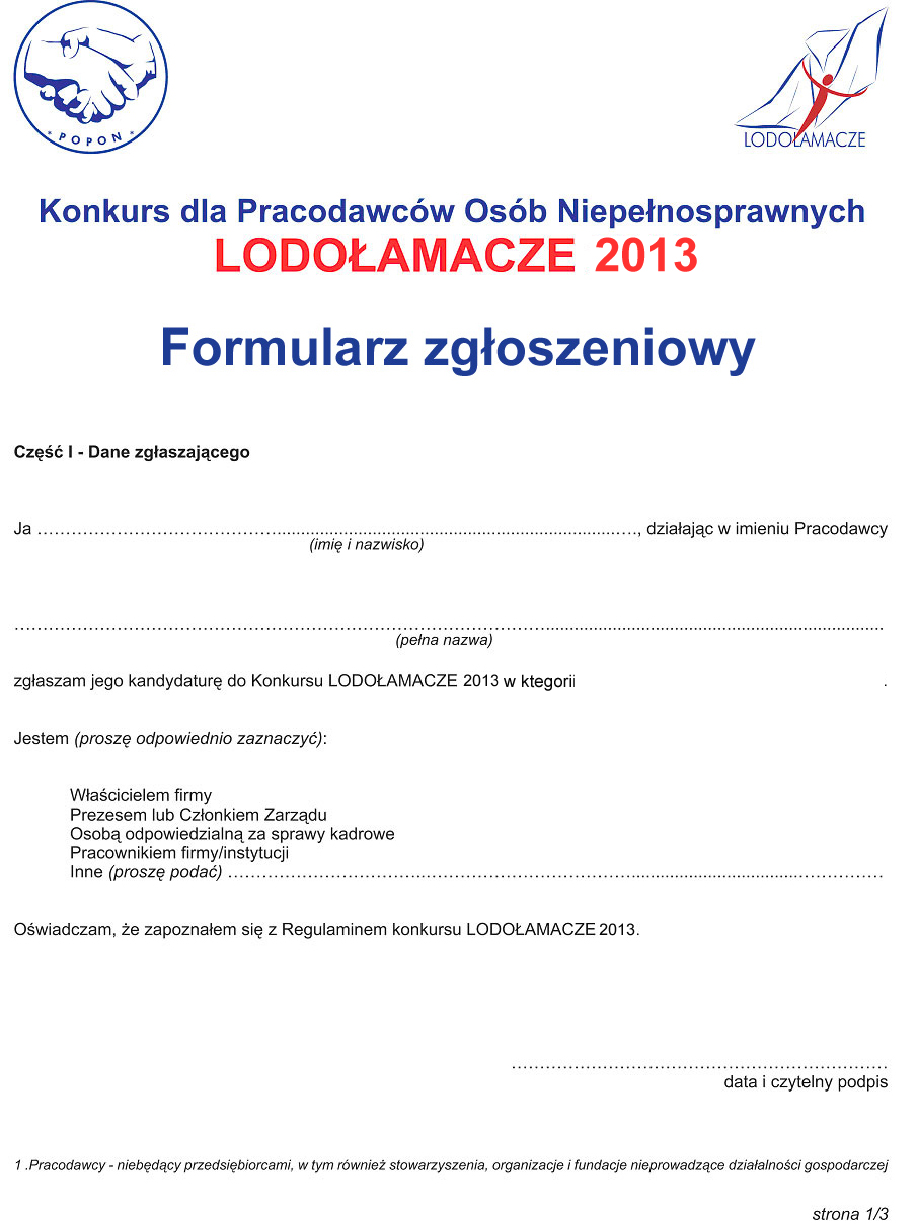 POPON
LODOŁAMACZE
Konkurs dla Pracodawców Osób Niepełnosprawnych
LODOŁAMACZE 2013
Formularz zgłoszeniowy
Część I - Dane zgłaszającego
Ja ............................................................, działając w imieniu Pracodawcy
(imię i nazwisko)
............................................................
(pełna nazwa)
zgłaszam jego kandydaturę do Konkursu LODOŁAMACZE 2013 w ktegorii .
Jestem (proszę odpowiednio zaznaczyć):
Właścicielem firmy
Prezesem lub Członkiem Zarządu
Osobą odpowiedzialną za sprawy kadrowe
Pracownikiem firmy/instytucji
Inne (proszę podać) ............................................................
Oświadczam, że zapoznałem się z Regulaminem konkursu LODOŁAMACZE 2013.
............................................................
data i czytelny podpis
1 .Pracodawcy - niebędący przedsiębiorcami, w tym również stowarzyszenia, organizacje i fundacje nieprowadzące działalności gospodarczej
strona 1/3